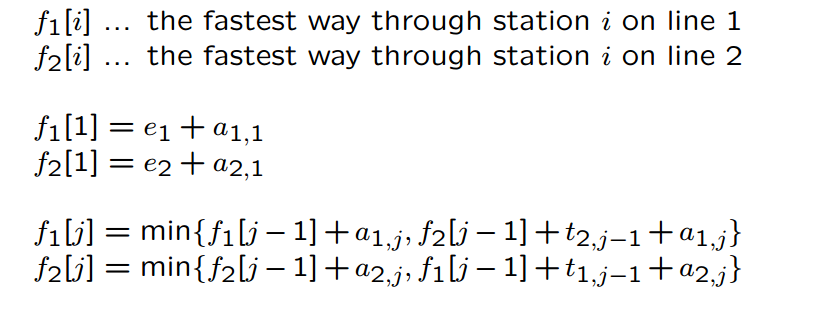 f₁[i] ... the fastest way through station i on line 1
f₂[i] ... the fastest way through station i on line 2
f₁[1] = e₁ + a₁,₁
f₂[1] = e₂ + a₂,₁
f₁[j] = min{f₁[j − 1] + a₁,ⱼ, f₂[j − 1] + t₂,ⱼ₋₁ + a₁,ⱼ}
f₂[j] = min{f₂[j − 1] + a₂,ⱼ, f₁[j − 1] + t₁,ⱼ₋₁ + a₂,ⱼ}